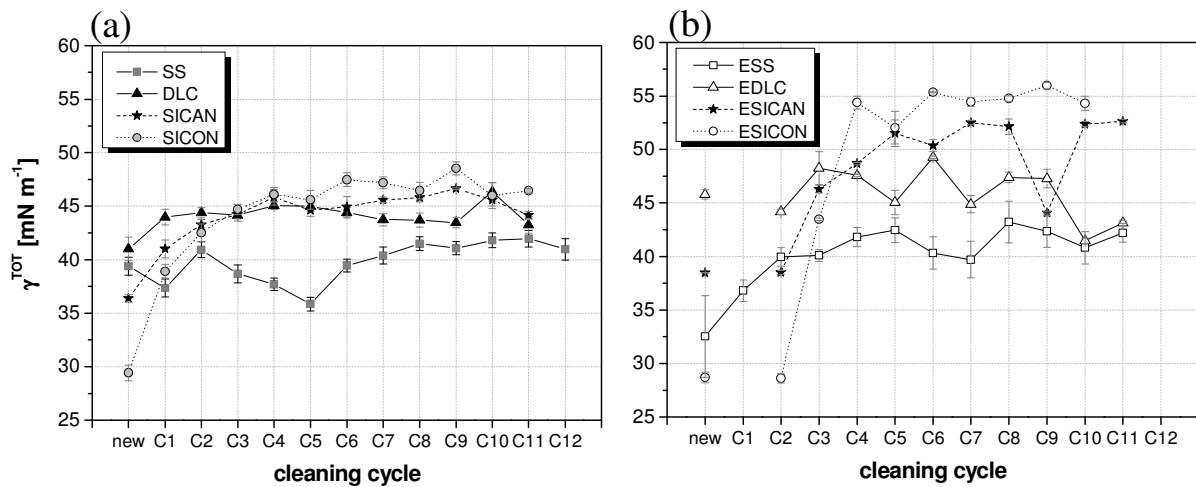 (a)
60
55
50
45
40
35
30
25
γ^TOT [mN m⁻¹]
SS
DLC
SICAN
SICON
new C1 C2 C3 C4 C5 C6 C7 C8 C9 C10 C11 C12
cleaning cycle
(b)
60
55
50
45
40
35
30
25
ESS
EDLC
ESICAN
ESICON
new C1 C2 C3 C4 C5 C6 C7 C8 C9 C10 C11 C12
cleaning cycle